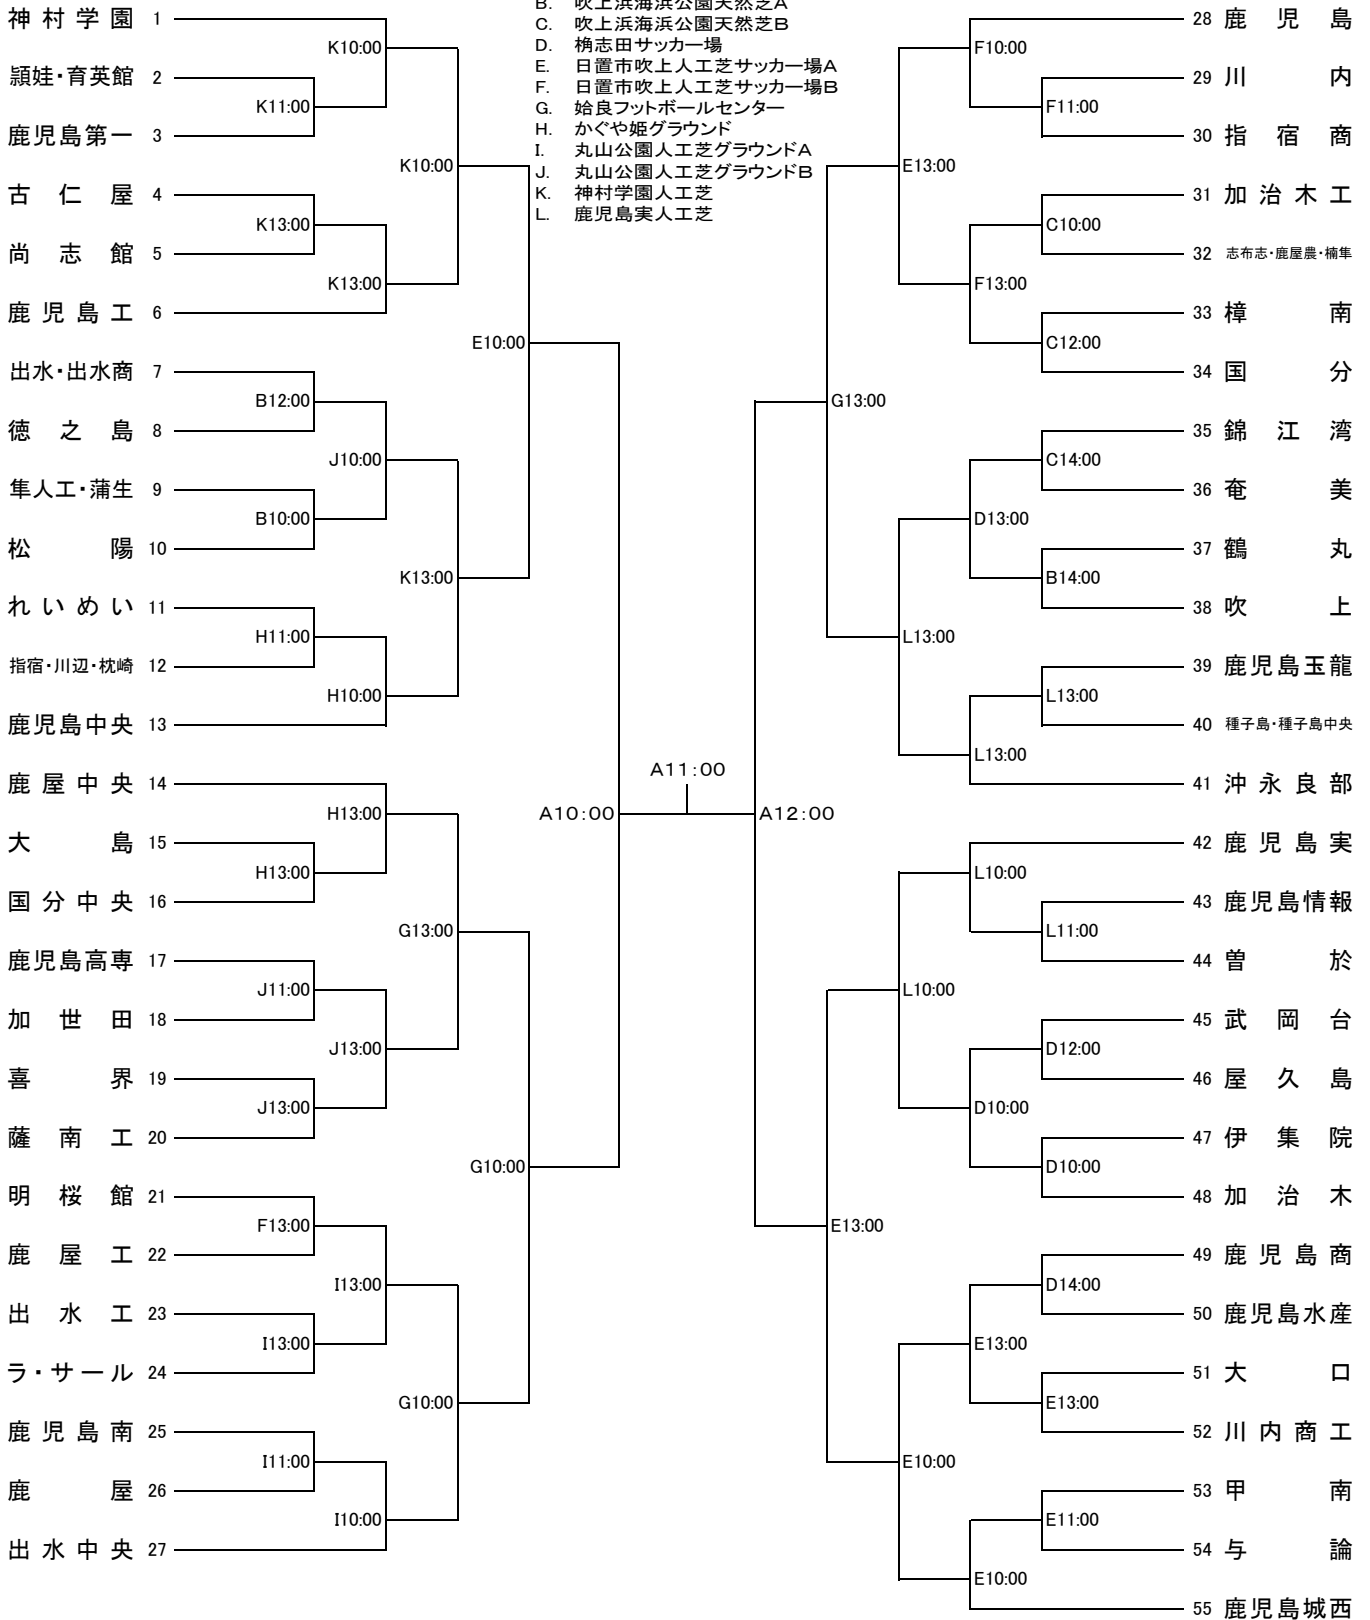 B. 吹上浜海浜公園天然芝A
C. 吹上浜海浜公園天然芝B
D. 桷志田サッカー場
E. 日置市吹上人工芝サッカー場A
F. 日置市吹上人工芝サッカー場B
G. 姶良フットボールセンター
H. かぐや姫グラウンド
I. 丸山公園人工芝グラウンドA
J. 丸山公園人工芝グラウンドB
K. 神村学園人工芝
L. 鹿児島実人工芝
神村学園 1
頴娃・育英館 2
鹿児島第一 3
古仁屋 4
尚志館 5
鹿児島工 6
出水・出水商 7
徳之島 8
隼人工・蒲生 9
松陽 10
れいめい 11
指宿・川辺・枕崎 12
鹿児島中央 13
鹿屋中央 14
大島 15
国分中央 16
鹿児島高専 17
加世田 18
喜界 19
薩南工 20
明桜館 21
鹿屋工 22
出水工 23
ラ・サール 24
鹿児島南 25
鹿屋 26
出水中央 27
K11:00
K13:00
B12:00
B10:00
H11:00
H13:00
J11:00
J13:00
F13:00
I13:00
I11:00
K10:00
K13:00
J10:00
H10:00
H13:00
J13:00
I13:00
I10:00
K10:00
K13:00
G13:00
G10:00
E10:00
G10:00
A10:00
A11:00
A12:00
G13:00
E13:00
E13:00
L13:00
L10:00
E10:00
F10:00
F13:00
D13:00
L13:00
L10:00
D10:00
E13:00
E10:00
F11:00
C10:00
C12:00
C14:00
B14:00
L13:00
L11:00
D12:00
D10:00
D14:00
E13:00
E11:00
28 鹿児島
29 川内
30 指宿商
31 加治木工
32 志布志・鹿屋農・楠隼
33 樟南
34 国分
35 錦江湾
36 奄美
37 鶴丸
38 吹上
39 鹿児島玉龍
40 種子島・種子島中央
41 沖永良部
42 鹿児島実
43 鹿児島情報
44 曽於
45 武岡台
46 屋久島
47 伊集院
48 加治木
49 鹿児島商
50 鹿児島水産
51 大口
52 川内商工
53 甲南
54 与論
55 鹿児島城西